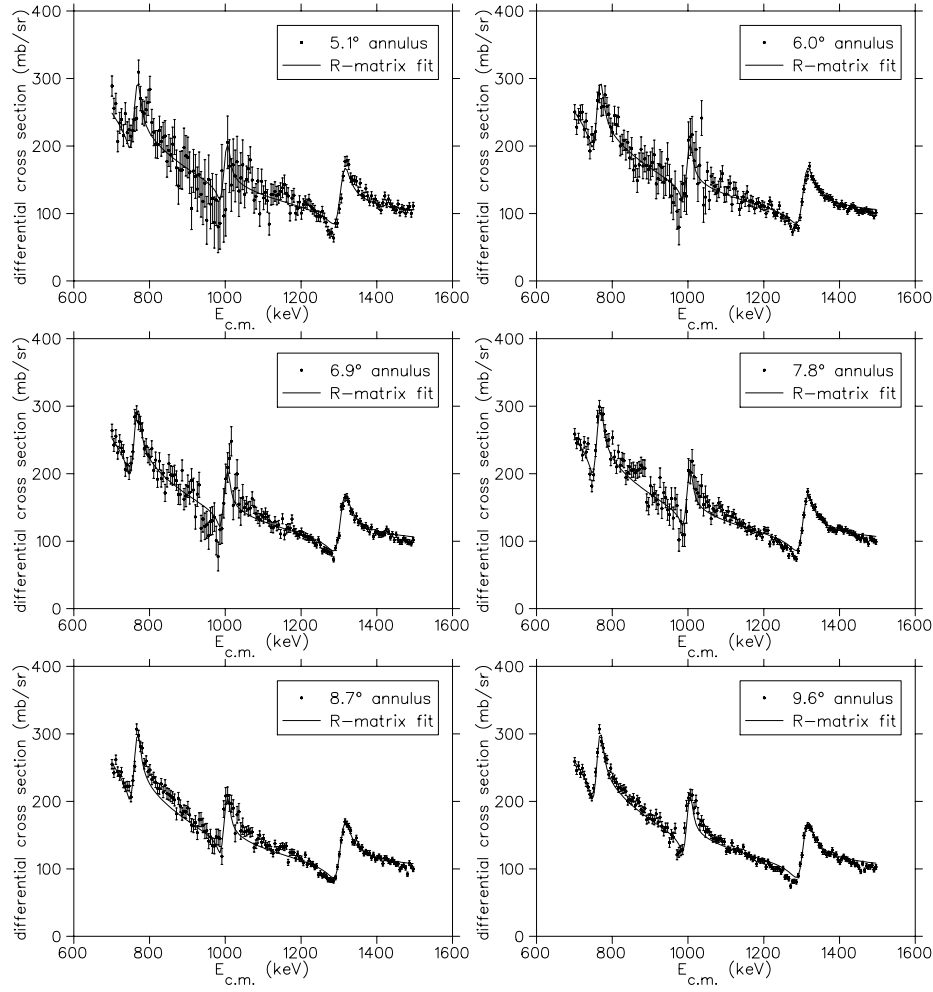 differential cross section (mb/sr)
400
300
200
100
0
5.1° annulus
R-matrix fit
600 800 1000 1200 1400 1600
E c.m. (keV)
differential cross section (mb/sr)
400
300
200
100
0
6.0° annulus
R-matrix fit
600 800 1000 1200 1400 1600
E c.m. (keV)
differential cross section (mb/sr)
400
300
200
100
0
6.9° annulus
R-matrix fit
600 800 1000 1200 1400 1600
E c.m. (keV)
differential cross section (mb/sr)
400
300
200
100
0
7.8° annulus
R-matrix fit
600 800 1000 1200 1400 1600
E c.m. (keV)
differential cross section (mb/sr)
400
300
200
100
0
8.7° annulus
R-matrix fit
600 800 1000 1200 1400 1600
E c.m. (keV)
differential cross section (mb/sr)
400
300
200
100
0
9.6° annulus
R-matrix fit
600 800 1000 1200 1400 1600
E c.m. (keV)